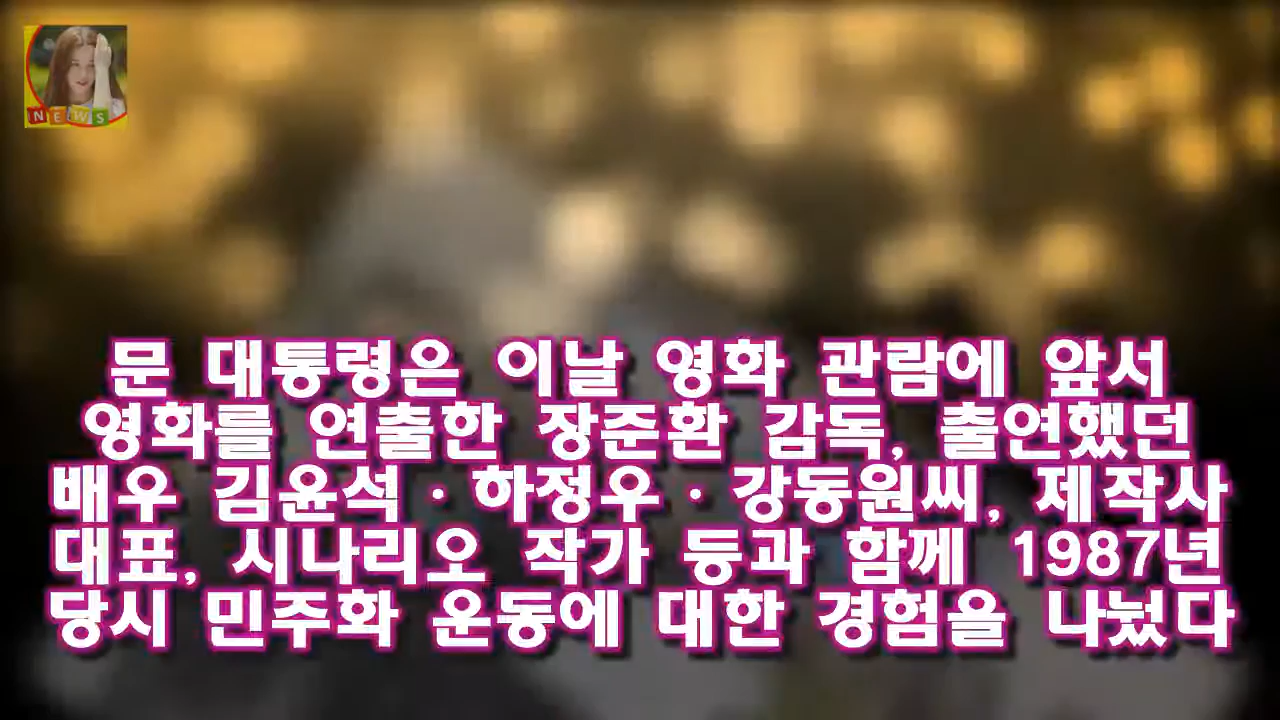 NEWS
문 대통령은 이날 영화 관람에 앞서
영화를 연출한 장준환 감독, 출연했던
배우 김윤석·하정우·강동원씨, 제작사
대표, 시나리오 작가 등과 함께 1987년
당시 민주화 운동에 대한 경험을 나눴다